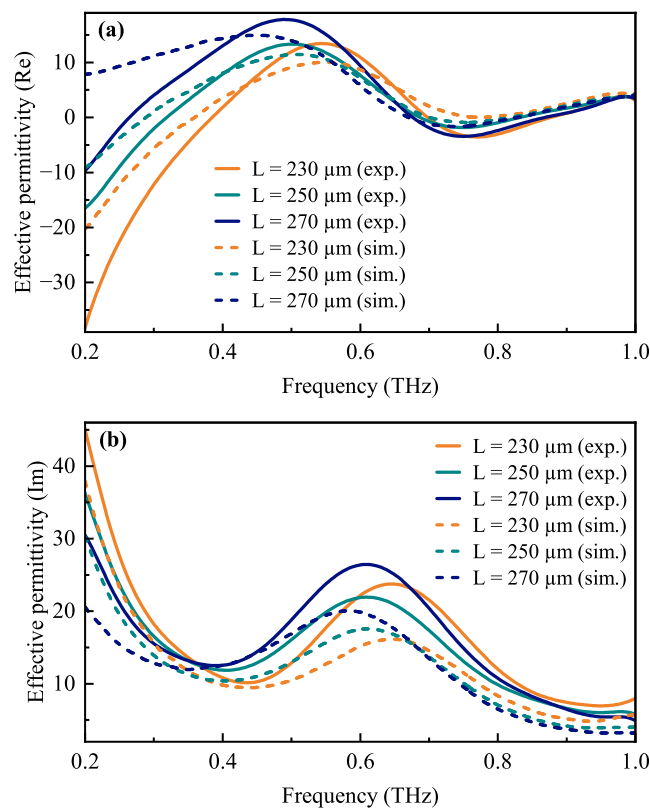 (a)
Effective permittivity (Re)
10
0
−10
−20
−30
L = 230 µm (exp.)
L = 250 µm (exp.)
L = 270 µm (exp.)
L = 230 µm (sim.)
L = 250 µm (sim.)
L = 270 µm (sim.)
0.2 0.4 0.6 0.8 1.0
Frequency (THz)
(b)
Effective permittivity (Im)
40
30
20
10
L = 230 µm (exp.)
L = 250 µm (exp.)
L = 270 µm (exp.)
L = 230 µm (sim.)
L = 250 µm (sim.)
L = 270 µm (sim.)
0.2 0.4 0.6 0.8 1.0
Frequency (THz)